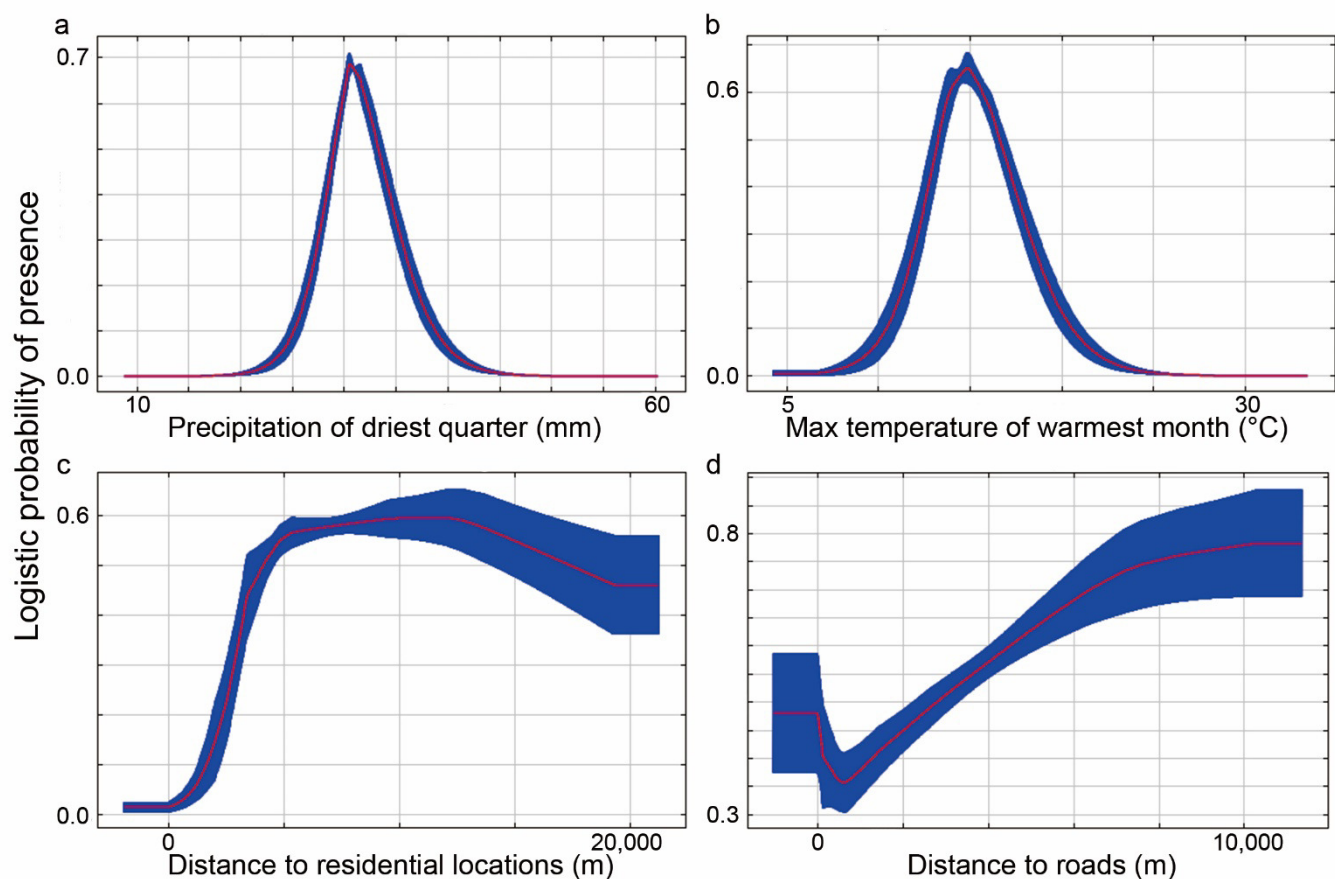 a
0.7
0.0
10
60
Precipitation of driest quarter (mm)
b
0.6
0.0
5
30
Max temperature of warmest month (°C)
Logistic probability of presence
c
0.6
0.0
0
20,000
Distance to residential locations (m)
d
0.8
0.3
0
10,000
Distance to roads (m)